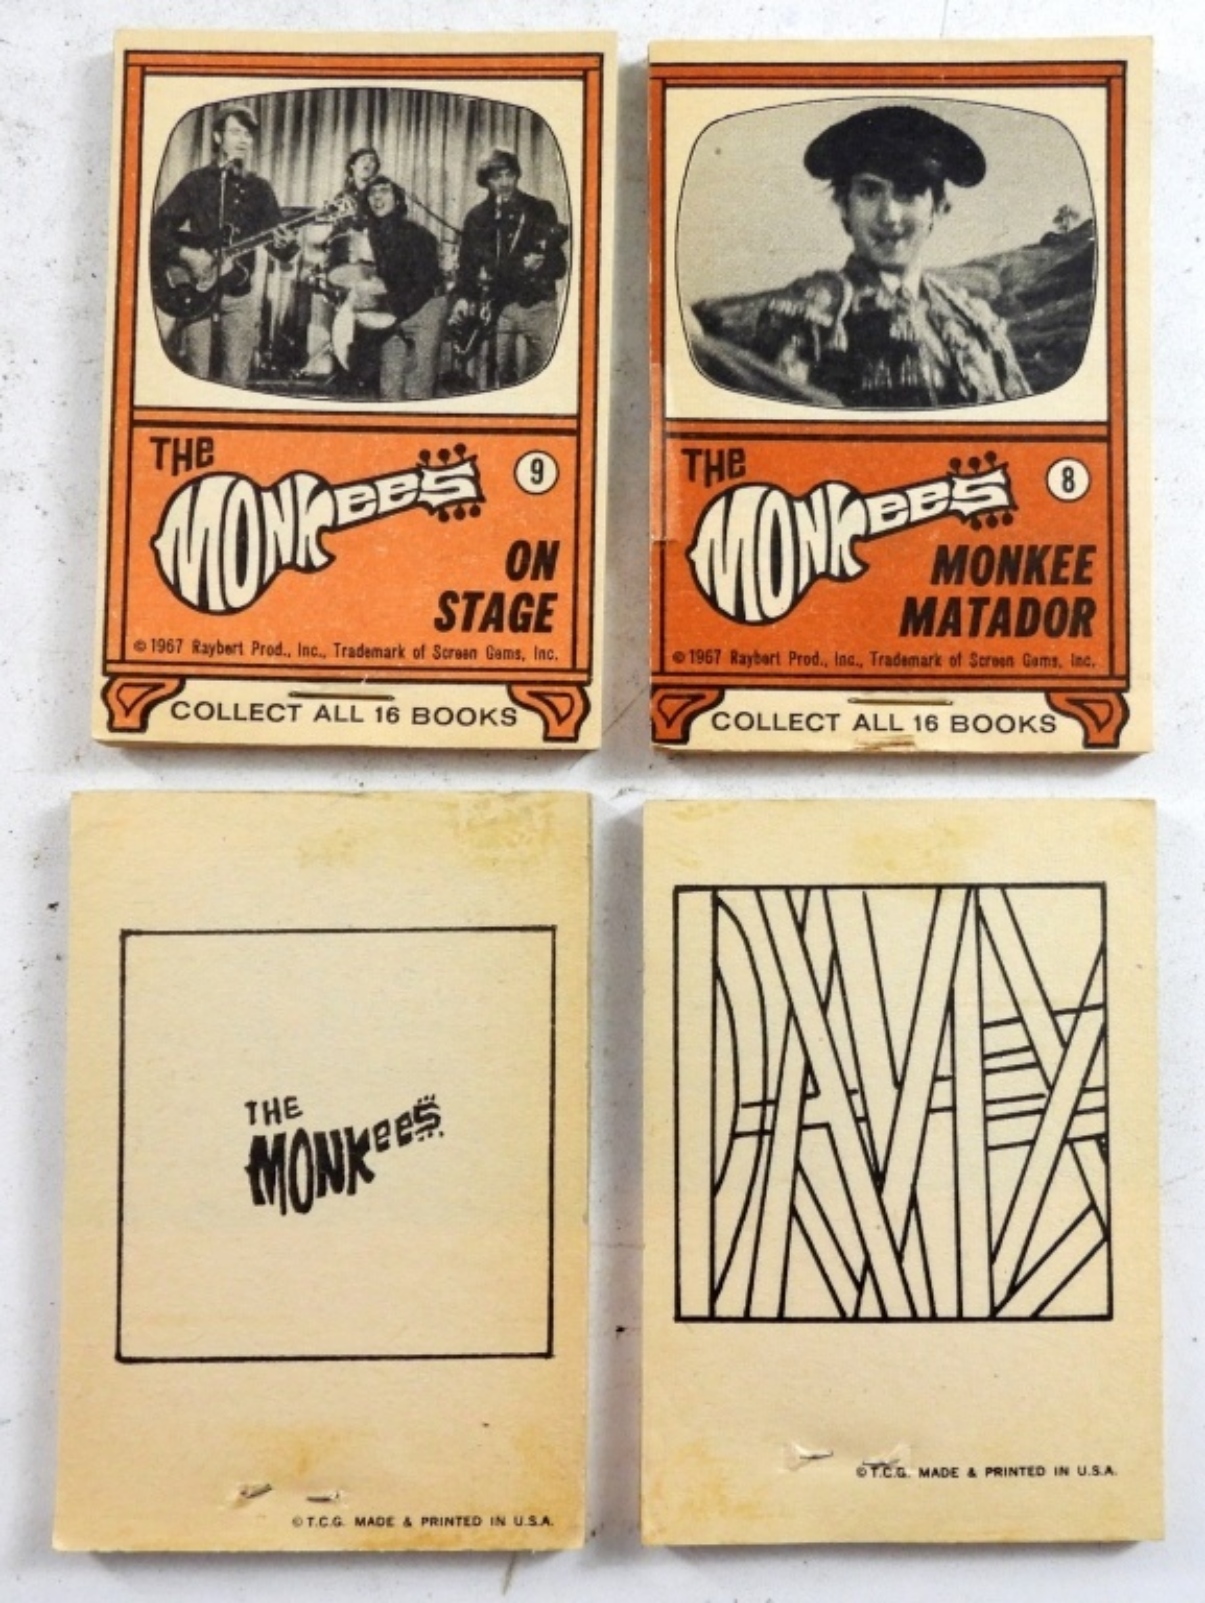 THE
MONKEES
9
ON
STAGE
© 1967 Raybert Prod., Inc., Trademark of Screen Gems, Inc.
COLLECT ALL 16 BOOKS
THE
MONKEES
8
MONKEE
MATADOR
© 1967 Raybert Prod., Inc., Trademark of Screen Gems, Inc.
COLLECT ALL 16 BOOKS
THE
MONKEES
© T.C.G. MADE & PRINTED IN U.S.A.
© T.C.G. MADE & PRINTED IN U.S.A.